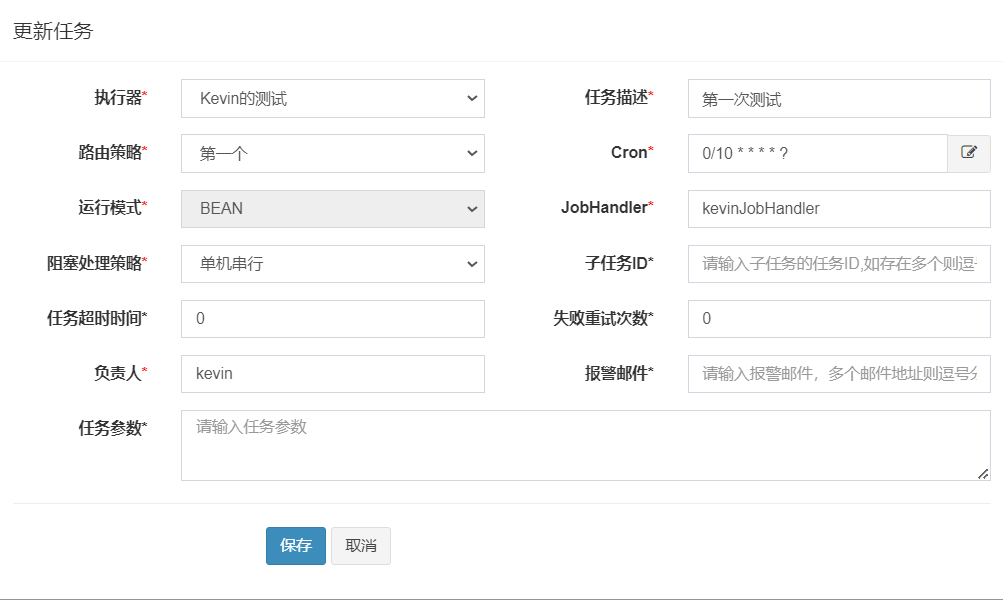 更新任务
执行器* Kevin的测试 任务描述* 第一次测试
路由策略* 第一个 Cron* 0/10 * * * * ?
运行模式* BEAN JobHandler* kevinJobHandler
阻塞处理策略* 单机串行 子任务ID* 请输入子任务的任务ID,如存在多个则逗
任务超时时间* 0 失败重试次数* 0
负责人* kevin 报警邮件* 请输入报警邮件，多个邮件地址则逗号分
任务参数* 请输入任务参数
保存 取消